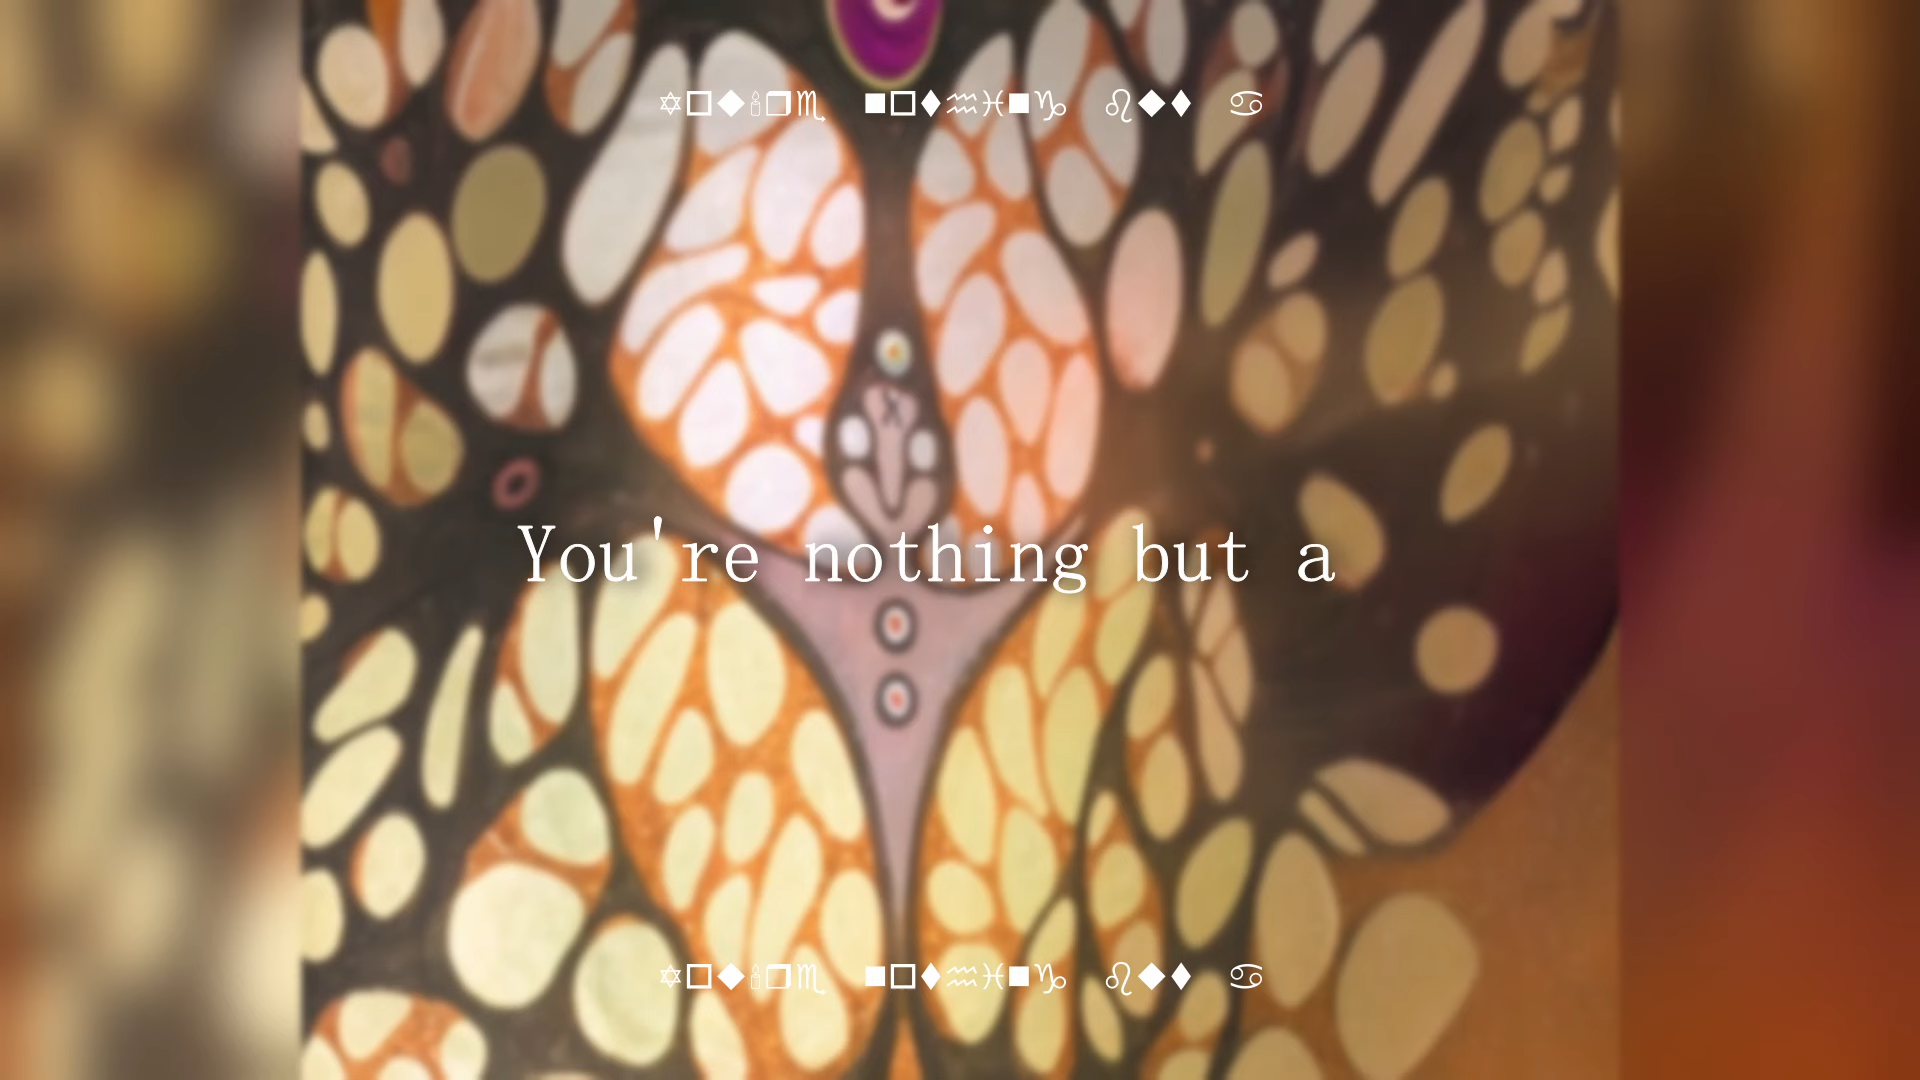 ♑︎□◆🕯❒♏ ■□⧫♒♓■♑ ♌◆⧫ ♋
You're nothing but a
✡□◆🕯❒♏ ■□⧫♒♓■♑ ♌◆⧫ ♋